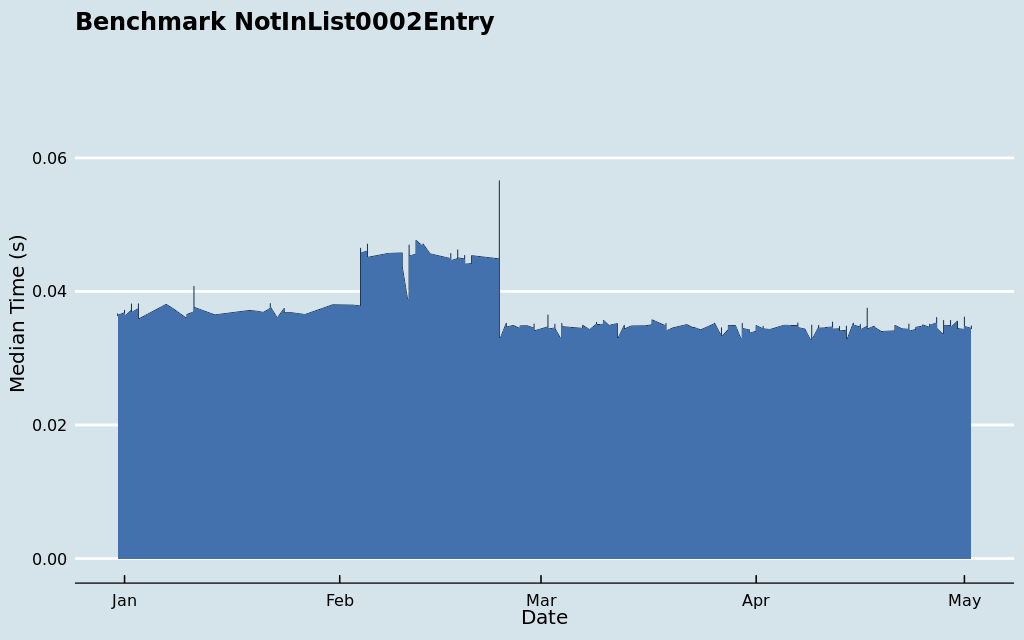 Benchmark NotInList0002Entry
0.06
0.04
0.02
0.00
Median Time (s)
Jan Feb Mar Apr May
Date